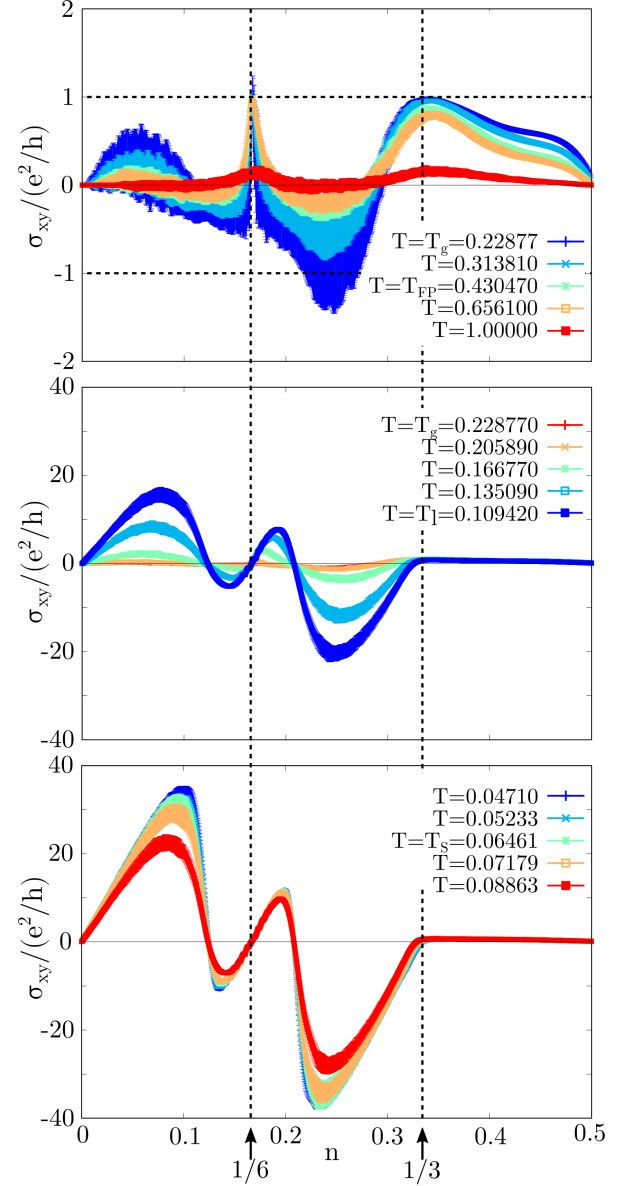 2
1
0
-1
-2
σxy/(e²/h)
T=Tg=0.22877
T=0.313810
T=TFP=0.430470
T=0.656100
T=1.00000
40
20
0
-20
-40
σxy/(e²/h)
T=Tg=0.228770
T=0.205890
T=0.166770
T=0.135090
T=Tl=0.109420
40
20
0
-20
-40
σxy/(e²/h)
T=0.04710
T=0.05233
T=TS=0.06461
T=0.07179
T=0.08863
0 0.1 0.2 0.3 0.4 0.5
n
1/6 1/3